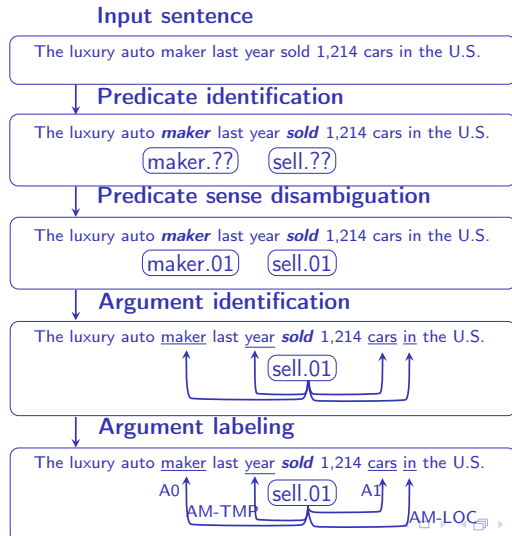 Input sentence
The luxury auto maker last year sold 1,214 cars in the U.S.
Predicate identification
The luxury auto maker last year sold 1,214 cars in the U.S.
maker.?? sell.??
Predicate sense disambiguation
The luxury auto maker last year sold 1,214 cars in the U.S.
maker.01 sell.01
Argument identification
The luxury auto maker last year sold 1,214 cars in the U.S.
sell.01
Argument labeling
The luxury auto maker last year sold 1,214 cars in the U.S.
A0 sell.01 A1
AM-TMP AM-LOC